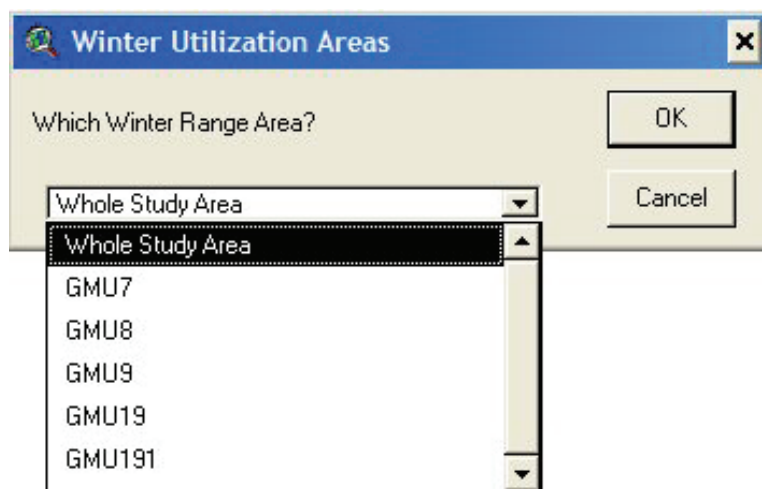 Winter Utilization Areas
Which Winter Range Area?
OK
Cancel
Whole Study Area
Whole Study Area
GMU7
GMU8
GMU9
GMU19
GMU191